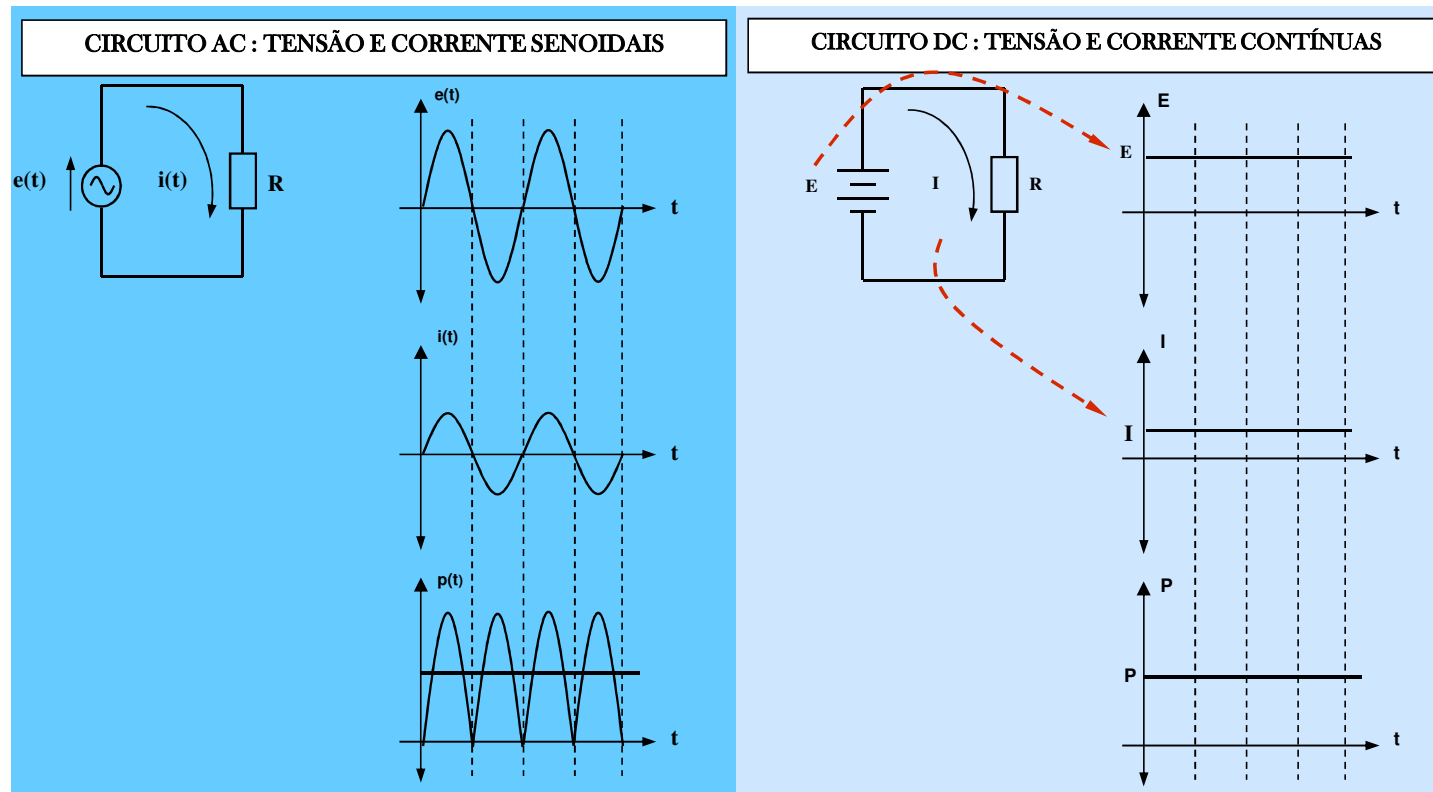 CIRCUITO AC : TENSÃO E CORRENTE SENOIDAIS
e(t)
i(t)
R
e(t)
t
i(t)
t
p(t)
t
CIRCUITO DC : TENSÃO E CORRENTE CONTÍNUAS
E
I
R
E
E
t
I
I
t
P
P
t